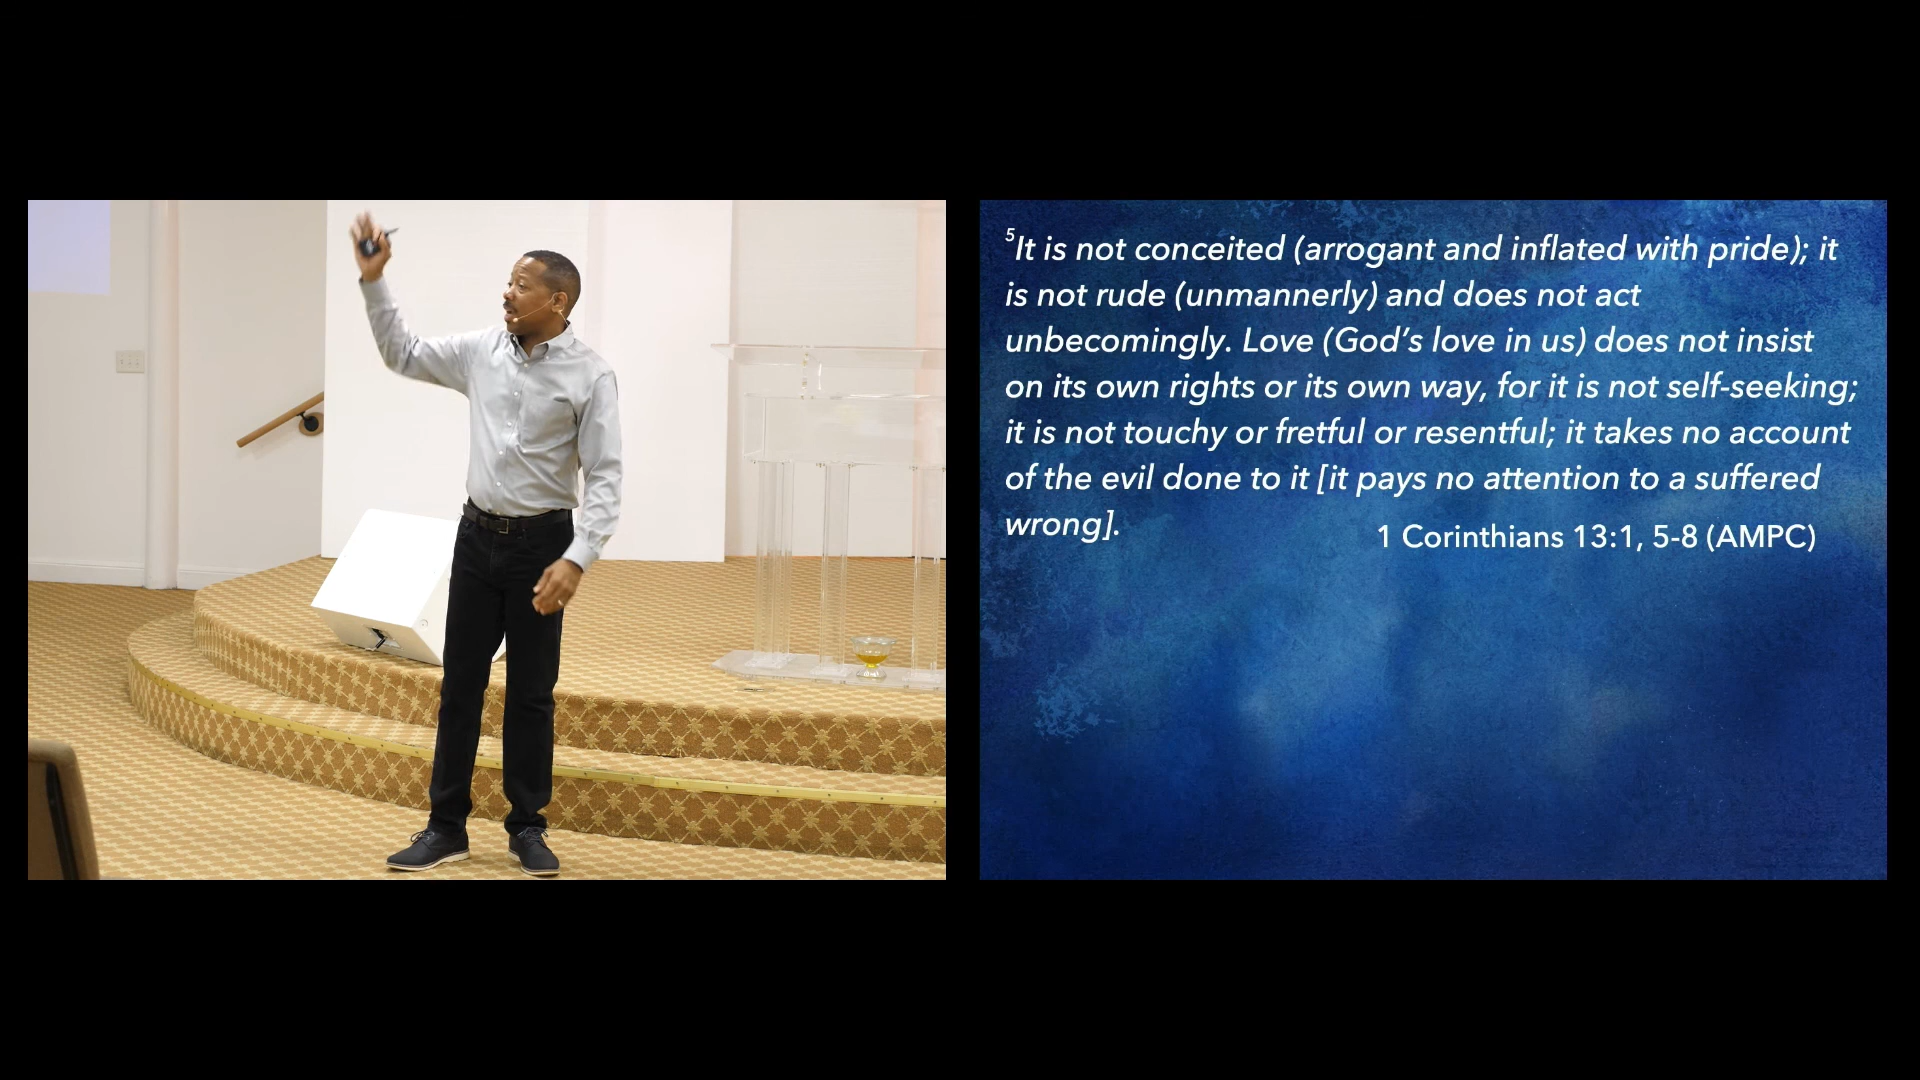 ⁵It is not conceited (arrogant and inflated with pride); it
is not rude (unmannerly) and does not act
unbecomingly. Love (God’s love in us) does not insist
on its own rights or its own way, for it is not self-seeking;
it is not touchy or fretful or resentful; it takes no account
of the evil done to it [it pays no attention to a suffered
wrong].
1 Corinthians 13:1, 5-8 (AMPC)